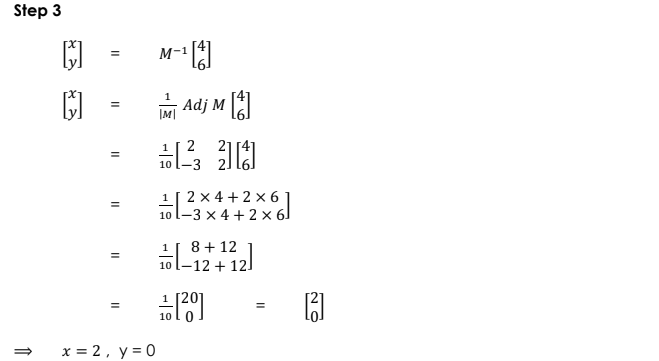 Step 3
[x y] = M⁻¹ [4 6]
[x y] = 1/|M| Adj M [4 6]
= 1/10 [2 2 −3 2] [4 6]
= 1/10 [2 × 4 + 2 × 6 −3 × 4 + 2 × 6]
= 1/10 [8 + 12 −12 + 12]
= 1/10 [20 0] = [2 0]
⟹ x = 2 , y = 0